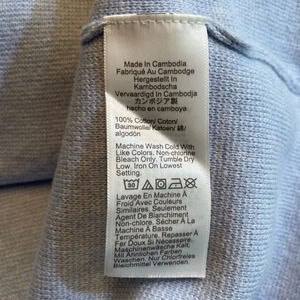 Made In Cambodia
Fabriqué Au Cambodge
Hergestellt In
Kambodscha
Vervaardigd In Cambodja
カンボジア製
hecho en camboya
100% Cotton/ Coton/
Baumwolle/ Katoen/ 綿/
algodón
Machine Wash Cold With
Like Colors, Non-chlorine
Bleach Only. Tumble Dry
Low. Iron On Lowest
Setting.
30
Lavage En Machine À
Froid Avec Couleurs
Similaires, Seulement
Agent De Blanchiment
Non-chlore, Sécher À La
Machine À Basse
Température, Repasser À
Fer Doux Si Nécessaire.
Maschinenwäsche Kalt;
Mit Ähnlichen Farben
Waschen; Nur Chlorfreies
Bleichmittel Verwenden.